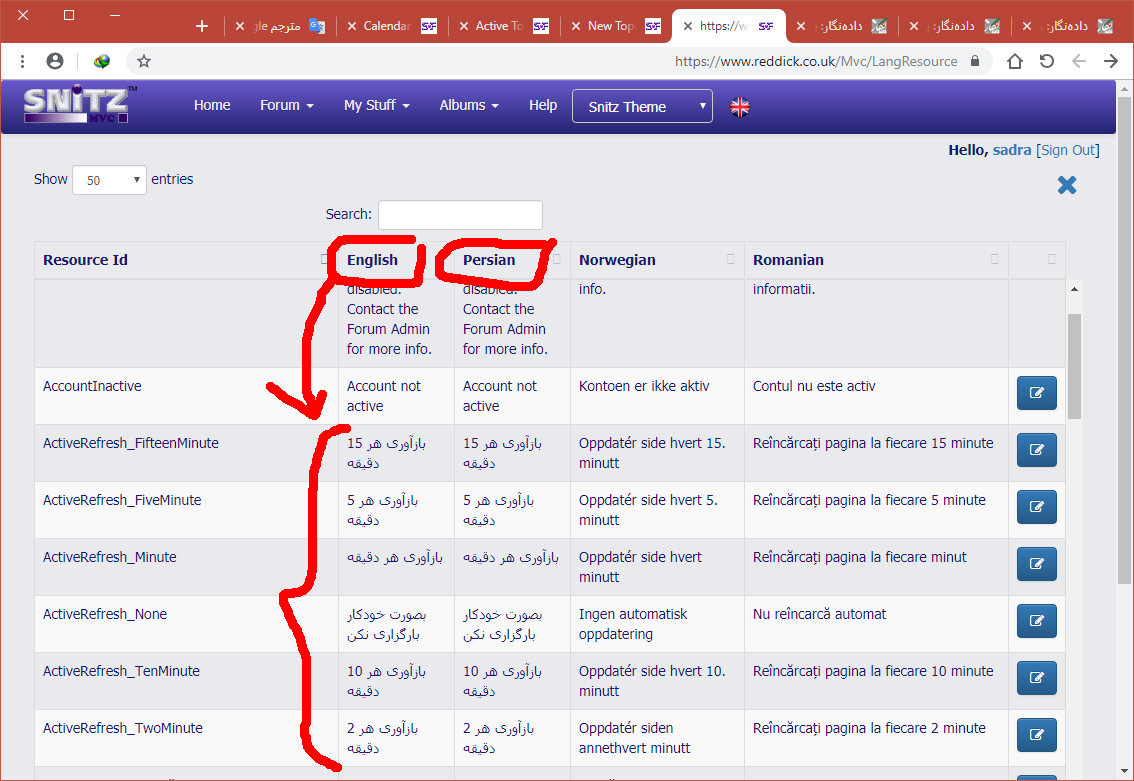 مترجم gle
Calendar
Active To
New Top
https://w
داده‌نگار:
داده‌نگار:
داده‌نگار:
https://www.reddick.co.uk/Mvc/LangResource
SNiTZ™
MVC
Home Forum My Stuff Albums Help Snitz Theme
Hello, sadra [Sign Out]
Show 50 entries
Search:
Resource Id English Persian Norwegian Romanian
disabled. disabled. info. informatii.
Contact the Contact the
Forum Admin Forum Admin
for more info. for more info.
AccountInactive Account not Account not Kontoen er ikke aktiv Contul nu este activ
active active
ActiveRefresh_FifteenMinute بازآوری هر 15 بازآوری هر 15 Oppdatér side hvert 15. Reîncărcați pagina la fiecare 15 minute
دقیقه دقیقه minutt
ActiveRefresh_FiveMinute بازآوری هر 5 بازآوری هر 5 Oppdatér side hvert 5. Reîncărcați pagina la fiecare 5 minute
دقیقه دقیقه minutt
ActiveRefresh_Minute بازآوری هر دقیقه بازآوری هر دقیقه Oppdatér side hvert Reîncărcați pagina la fiecare minut
minutt
ActiveRefresh_None بصورت خودکار بصورت خودکار Ingen automatisk Nu reîncarcă automat
بارگزاری نکن بارگزاری نکن oppdatering
ActiveRefresh_TenMinute بازآوری هر 10 بازآوری هر 10 Oppdatér side hvert 10. Reîncărcați pagina la fiecare 10 minute
دقیقه دقیقه minutt
ActiveRefresh_TwoMinute بازآوری هر 2 بازآوری هر 2 Oppdatér siden Reîncărcați pagina la fiecare 2 minute
دقیقه دقیقه annethvert minutt